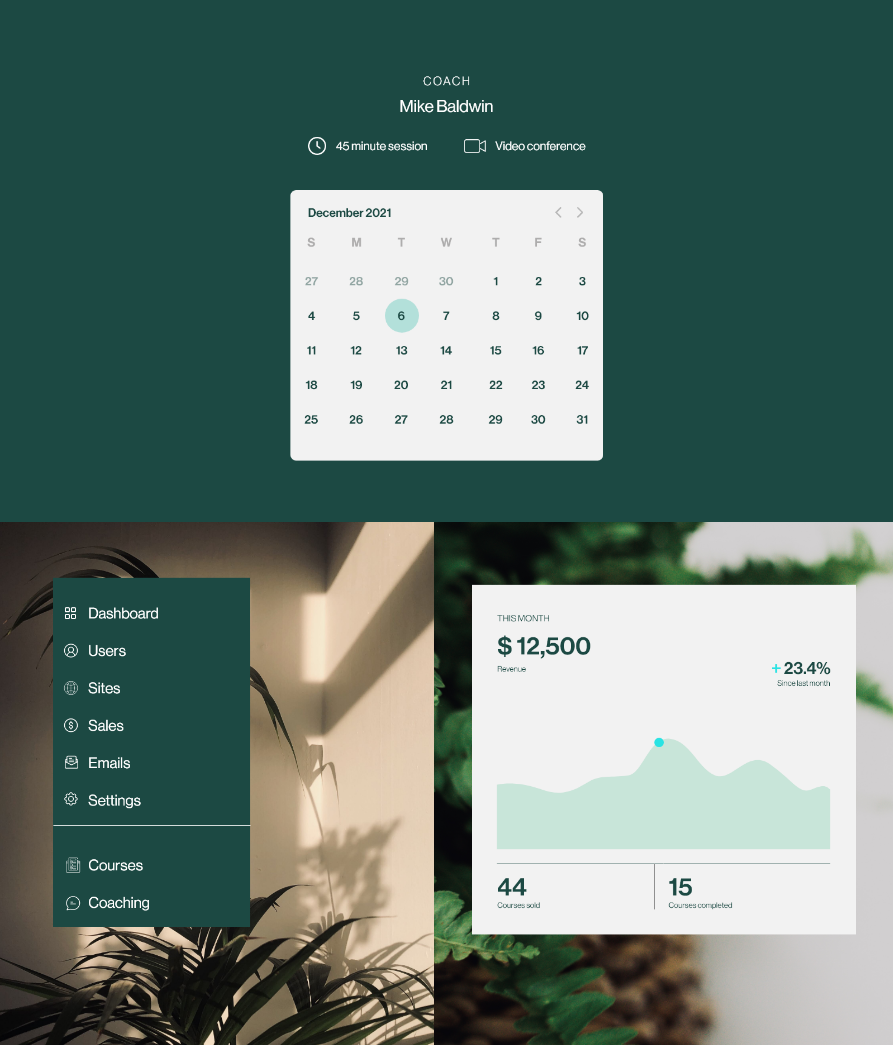 COACH
Mike Baldwin
45 minute session Video conference
December 2021
S M T W T F S
27 28 29 30 1 2 3
4 5 6 7 8 9 10
11 12 13 14 15 16 17
18 19 20 21 22 23 24
25 26 27 28 29 30 31
Dashboard
Users
Sites
Sales
Emails
Settings
Courses
Coaching
THIS MONTH
$ 12,500
Revenue
+ 23.4%
Since last month
44
Courses sold
15
Courses completed